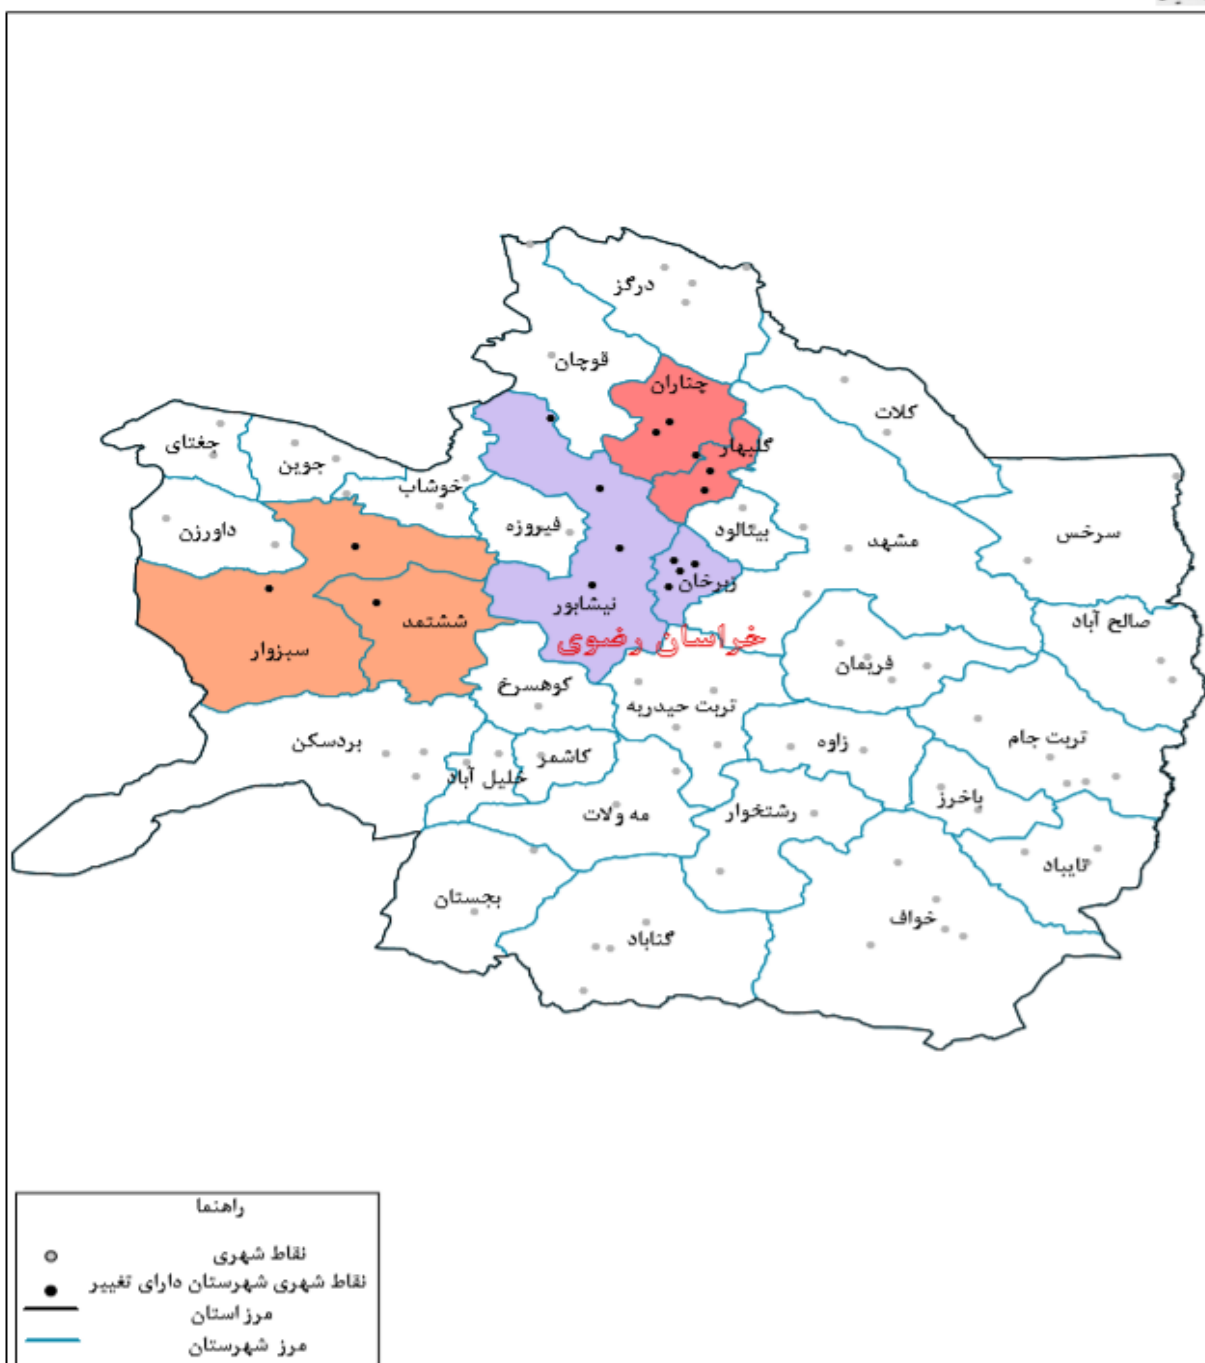 درگز
قوچان
چناران
کلات
گلبهار
جغتای
جوین
خوشاب
فیروزه
داورزن
بینالود
مشهد
سرخس
زبرخان
نیشابور
ششتمد
سبزوار
صالح آباد
خراسان رضوی
فریمان
کوهسرخ
تربت حیدریه
بردسکن
خلیل آباد
کاشمر
زاوه
تربت جام
باخرز
مه ولات
رشتخوار
تایباد
بجستان
خواف
گناباد
راهنما
نقاط شهری
نقاط شهری شهرستان دارای تغییر
مرز استان
مرز شهرستان